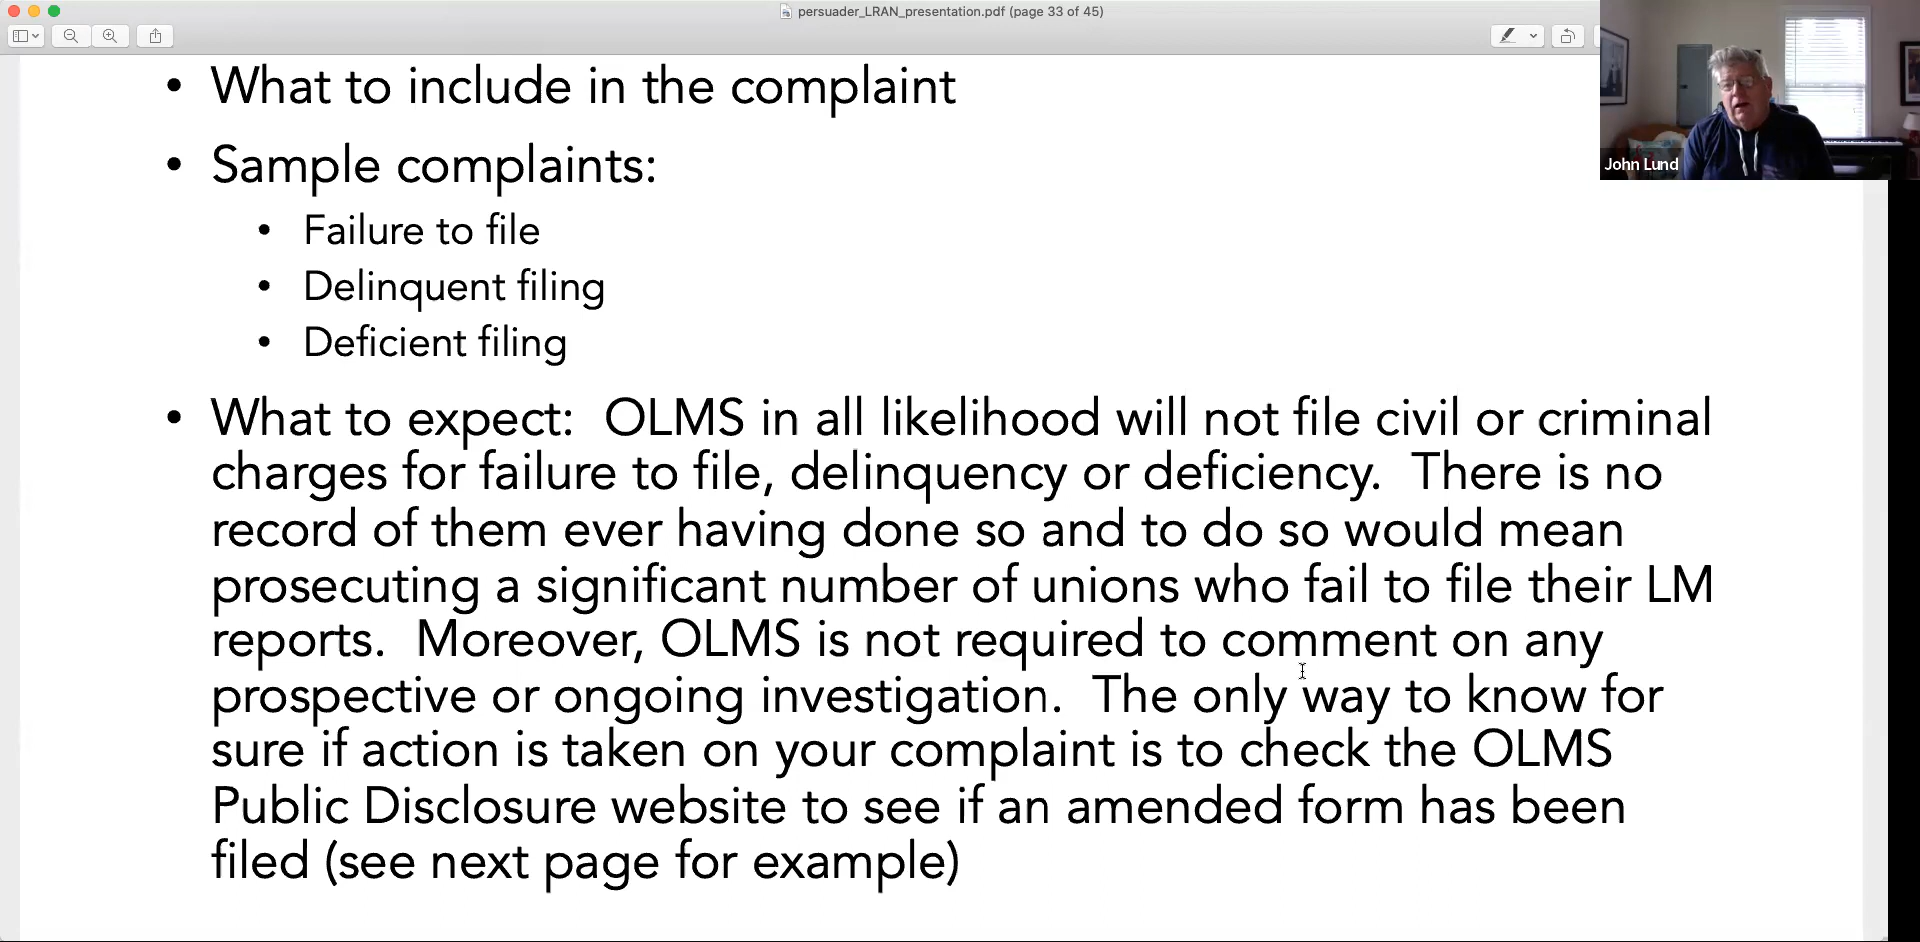 persuader_LRAN_presentation.pdf (page 33 of 45)
• What to include in the complaint
• Sample complaints:
• Failure to file
• Delinquent filing
• Deficient filing
• What to expect: OLMS in all likelihood will not file civil or criminal
charges for failure to file, delinquency or deficiency. There is no
record of them ever having done so and to do so would mean
prosecuting a significant number of unions who fail to file their LM
reports. Moreover, OLMS is not required to comment on any
prospective or ongoing investigation. The only way to know for
sure if action is taken on your complaint is to check the OLMS
Public Disclosure website to see if an amended form has been
filed (see next page for example)
John Lund